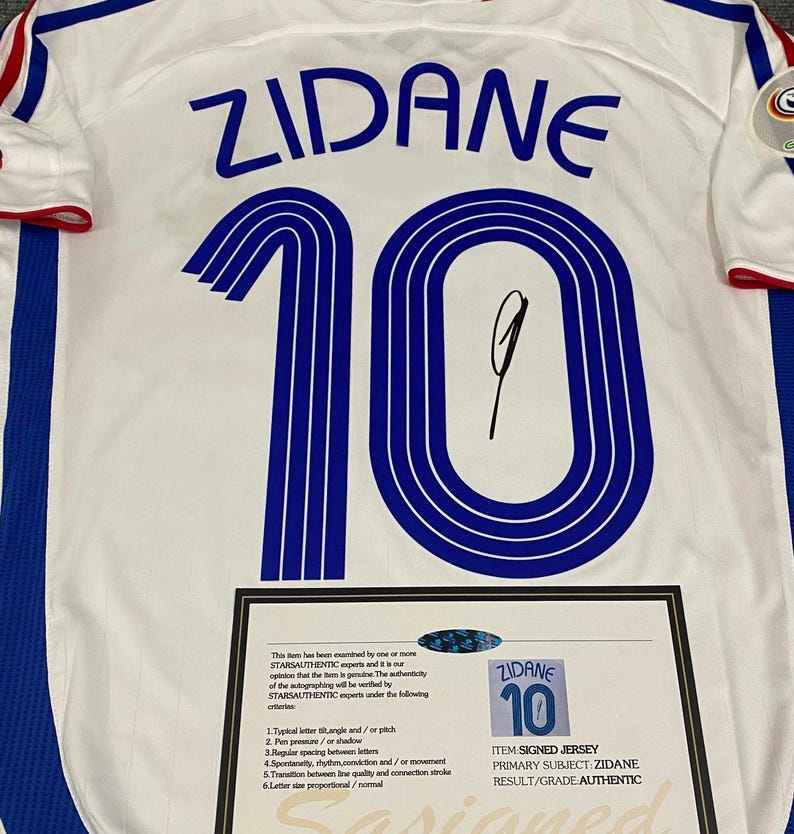 ZIDANE
10
This item has been examined by one or more
STARSAUTHENTIC experts and it is our
opinion that the item is genuine.The authenticity
of the autographing will be verified by
STARSAUTHENTIC experts under the following
criterias:
1.Typical letter tilt,angle and / or pitch
2. Pen pressure / or shadow
3.Regular spacing between letters
4.Spontaneity, rhythm,conviction and / or movement
5.Transition between line quality and connection stroke
6.Letter size proportional / normal
ZIDANE
10
ITEM:SIGNED JERSEY
PRIMARY SUBJECT:ZIDANE
RESULT/GRADE:AUTHENTIC
Sasigned